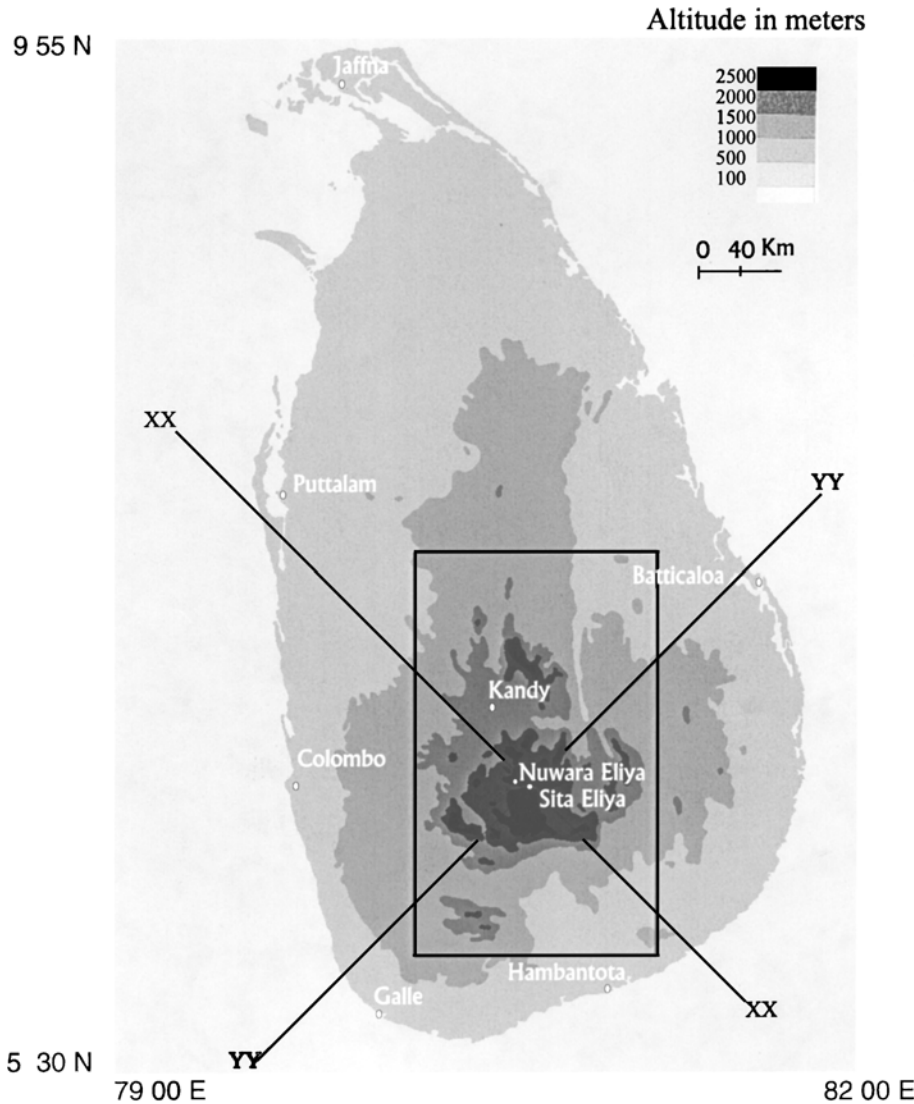 Altitude in meters
9 55 N
Jaffna
2500
2000
1500
1000
500
100
0 40 Km
XX
YY
Puttalam
Batticaloa
Kandy
Colombo
Nuwara Eliya
Sita Eliya
Hambantota
Galle
XX
YY
5 30 N
79 00 E
82 00 E